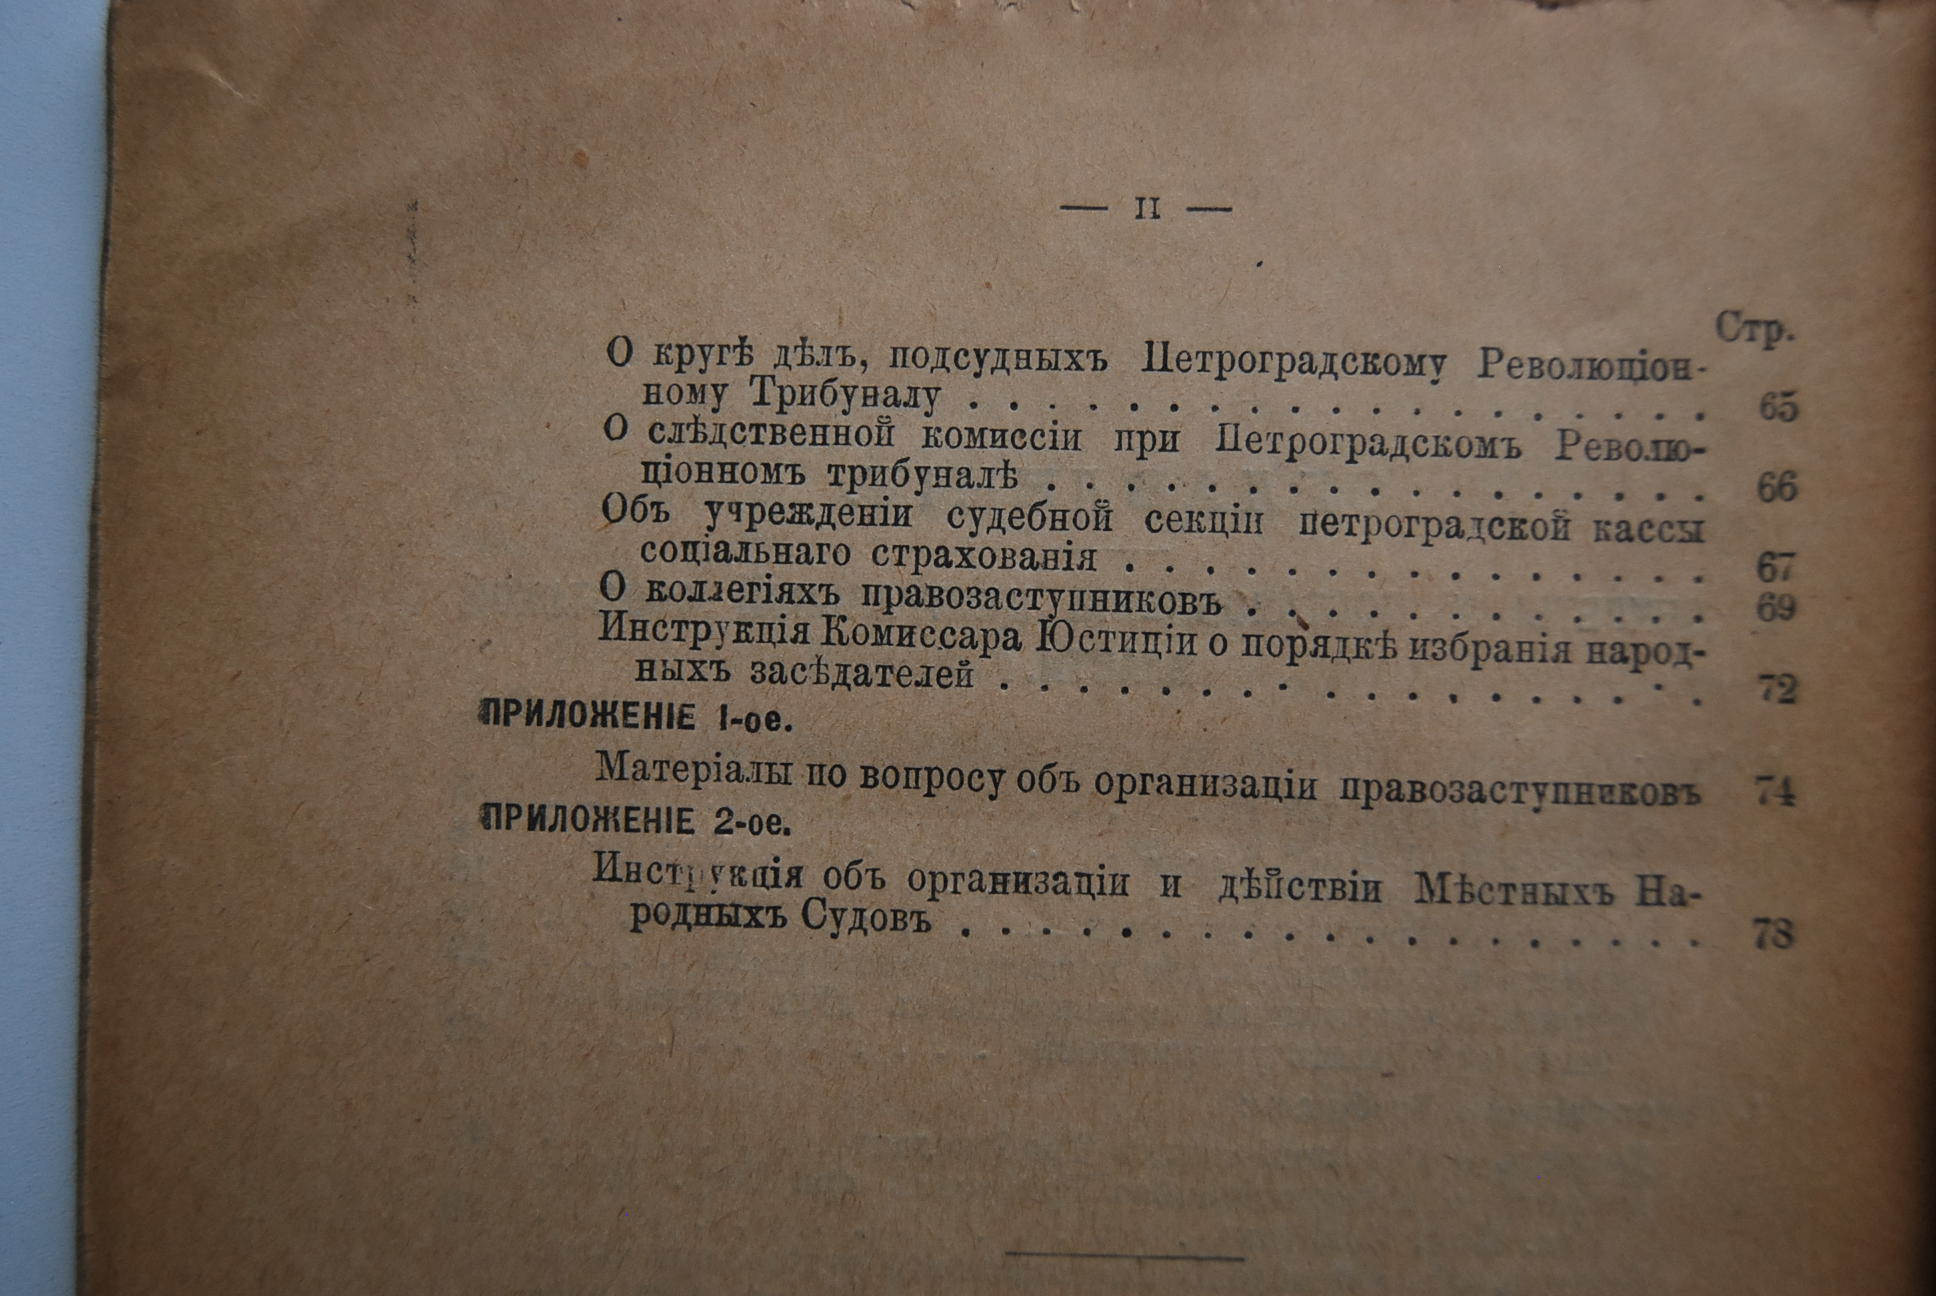 — II —
Стр.
О кругѣ дѣлъ, подсудныхъ Петроградскому Революціон-
ному Трибуналу . . . . . . . . . . . . . . . . . . . 65
О слѣдственной комиссіи при Петроградскомъ Револю-
ціонномъ трибуналѣ . . . . . . . . . . . . . . . . . 66
Объ учрежденіи судебной секціи петроградской кассы
соціальнаго страхованія . . . . . . . . . . . . . . . 67
О коллегіяхъ правозаступниковъ . . . . . . . . . . . . 69
Инструкція Комиссара Юстиціи о порядкѣ избранія народ-
ныхъ засѣдателей . . . . . . . . . . . . . . . . . . 72
ПРИЛОЖЕНІЕ 1-ое.
Матеріалы по вопросу объ организаціи правозаступниковъ 74
ПРИЛОЖЕНІЕ 2-ое.
Инструкція объ организаціи и дѣйствіи Мѣстныхъ На-
родныхъ Судовъ . . . . . . . . . . . . . . . . . . . 78